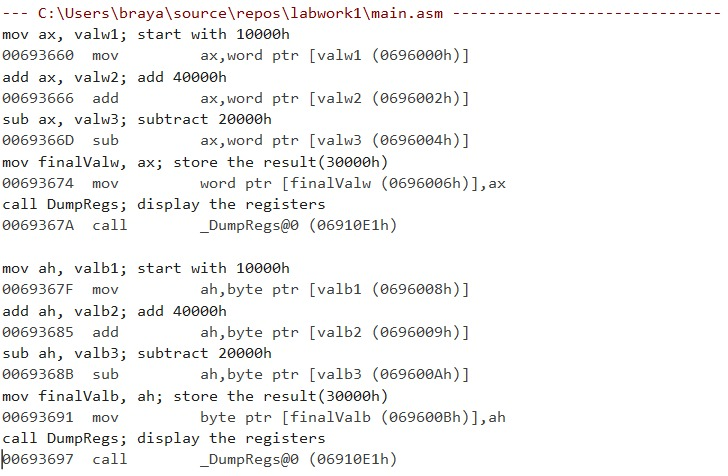 --- C:\Users\braya\source\repos\labwork1\main.asm -----------------------------
mov ax, valw1; start with 10000h
00693660  mov         ax,word ptr [valw1 (0696000h)]
add ax, valw2; add 40000h
00693666  add         ax,word ptr [valw2 (0696002h)]
sub ax, valw3; subtract 20000h
0069366D  sub         ax,word ptr [valw3 (0696004h)]
mov finalValw, ax; store the result(30000h)
00693674  mov         word ptr [finalValw (0696006h)],ax
call DumpRegs; display the registers
0069367A  call        _DumpRegs@0 (06910E1h)

mov ah, valb1; start with 10000h
0069367F  mov         ah,byte ptr [valb1 (0696008h)]
add ah, valb2; add 40000h
00693685  add         ah,byte ptr [valb2 (0696009h)]
sub ah, valb3; subtract 20000h
0069368B  sub         ah,byte ptr [valb3 (069600Ah)]
mov finalValb, ah; store the result(30000h)
00693691  mov         byte ptr [finalValb (069600Bh)],ah
call DumpRegs; display the registers
00693697  call        _DumpRegs@0 (06910E1h)